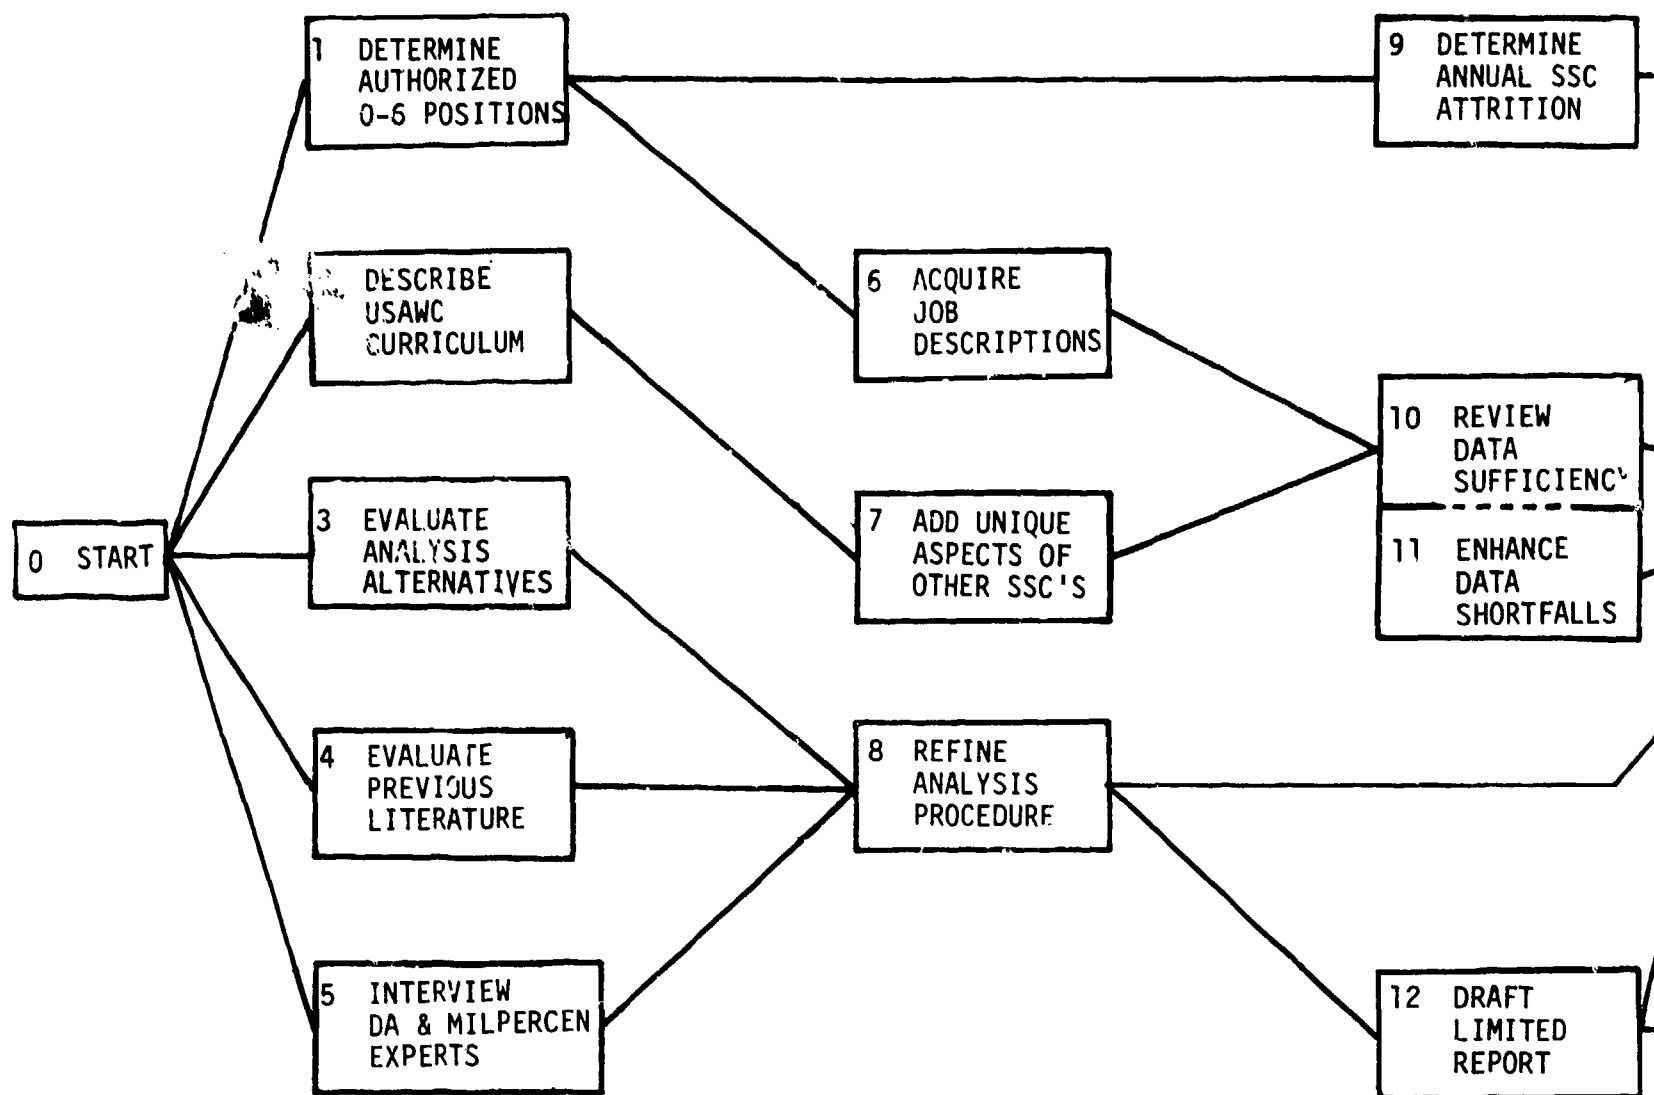 1 DETERMINE
AUTHORIZED
0-6 POSITIONS
9 DETERMINE
ANNUAL SSC
ATTRITION
DESCRIBE
USAWC
CURRICULUM
6 ACQUIRE
JOB
DESCRIPTIONS
10 REVIEW
DATA
SUFFICIENCY
11 ENHANCE
DATA
SHORTFALLS
0 START
3 EVALUATE
ANALYSIS
ALTERNATIVES
7 ADD UNIQUE
ASPECTS OF
OTHER SSC'S
4 EVALUATE
PREVIOUS
LITERATURE
8 REFINE
ANALYSIS
PROCEDURE
5 INTERVIEW
DA & MILPERCEN
EXPERTS
12 DRAFT
LIMITED
REPORT